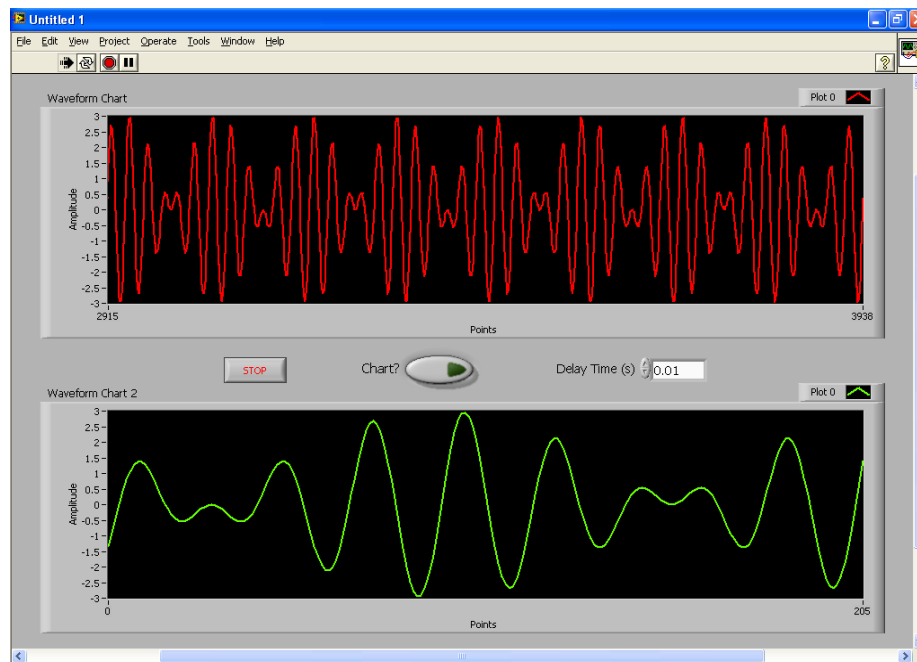 Untitled 1
File Edit View Project Operate Tools Window Help
?
Waveform Chart
Plot 0
3
2.5
2
1.5
1
0.5
0
-0.5
-1
-1.5
-2
-2.5
-3
Amplitude
2915
3938
Points
STOP
Chart?
Delay Time (s)
0.01
Waveform Chart 2
Plot 0
3
2.5
2
1.5
1
0.5
0
-0.5
-1
-1.5
-2
-2.5
-3
Amplitude
0
205
Points